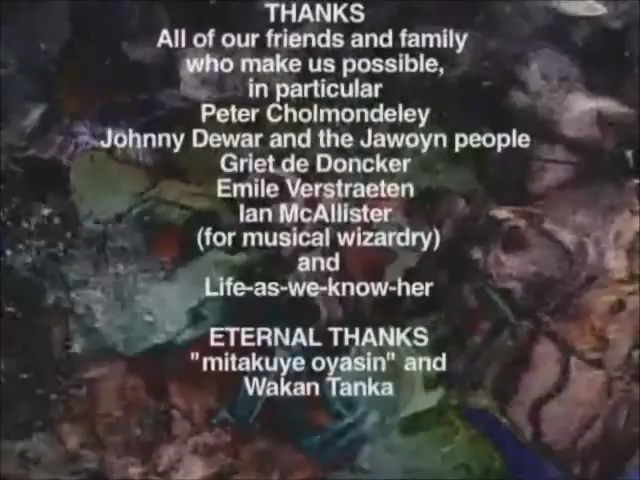 THANKS
All of our friends and family
who make us possible,
in particular
Peter Cholmondeley
Johnny Dewar and the Jawoyn people
Griet de Doncker
Emile Verstraeten
Ian McAllister
(for musical wizardry)
and
Life-as-we-know-her
ETERNAL THANKS
"mitakuye oyasin" and
Wakan Tanka